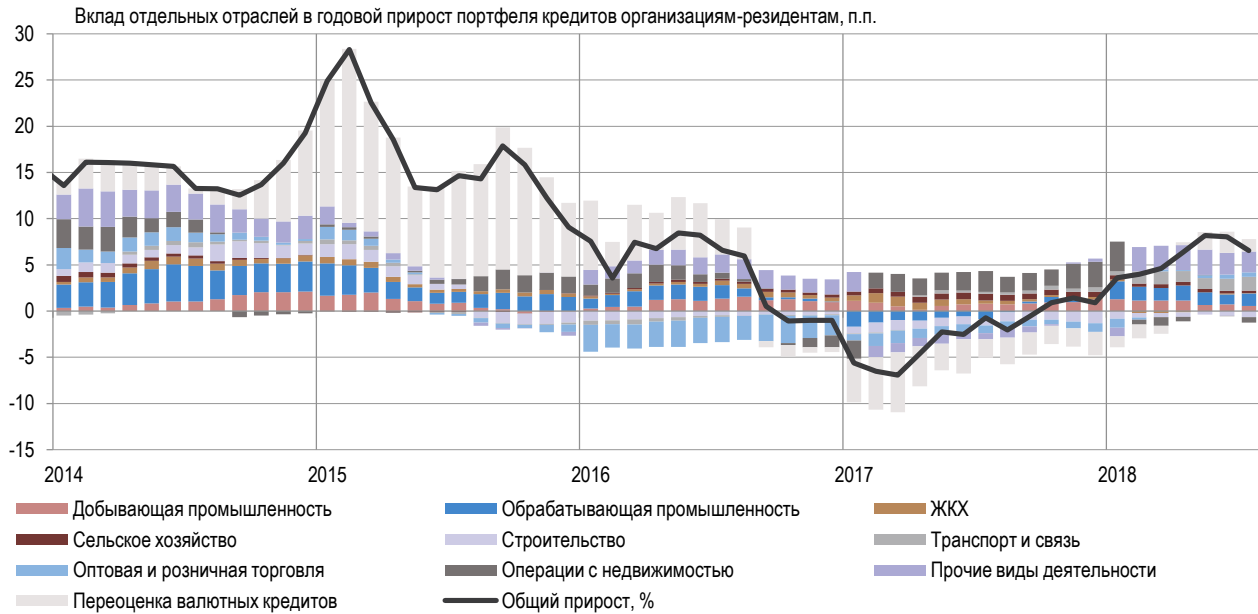 Вклад отдельных отраслей в годовой прирост портфеля кредитов организациям-резидентам, п.п.
30
25
20
15
10
5
0
-5
-10
-15
2014 2015 2016 2017 2018
Добывающая промышленность Обрабатывающая промышленность ЖКХ
Сельское хозяйство Строительство Транспорт и связь
Оптовая и розничная торговля Операции с недвижимостью Прочие виды деятельности
Переоценка валютных кредитов Общий прирост, %